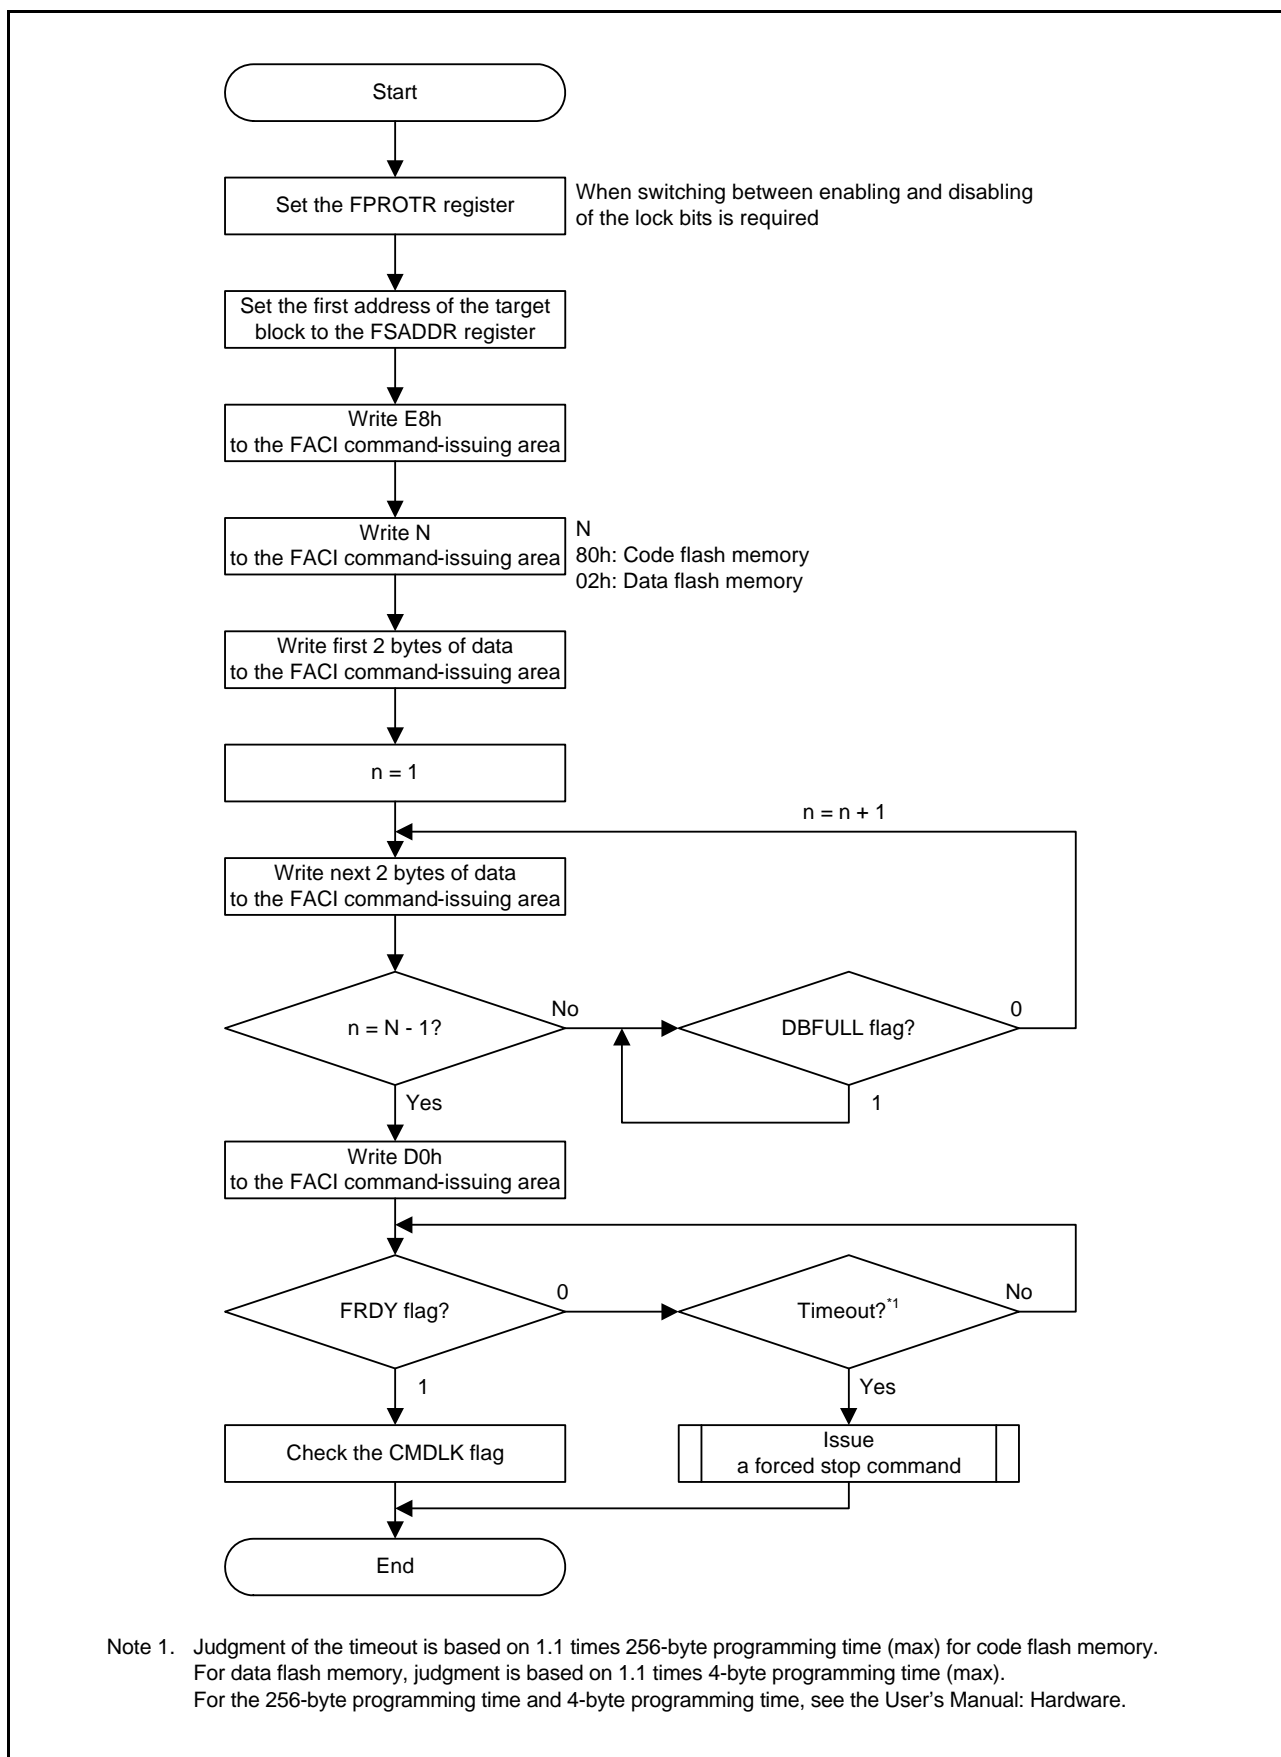 Start
Set the FPROTR register
When switching between enabling and disabling
of the lock bits is required
Set the first address of the target
block to the FSADDR register
Write E8h
to the FACI command-issuing area
Write N
to the FACI command-issuing area
N
80h: Code flash memory
02h: Data flash memory
Write first 2 bytes of data
to the FACI command-issuing area
n = 1
n = n + 1
Write next 2 bytes of data
to the FACI command-issuing area
n = N - 1?
No
DBFULL flag?
0
1
Yes
Write D0h
to the FACI command-issuing area
FRDY flag?
0
Timeout?*1
No
1
Yes
Check the CMDLK flag
Issue
a forced stop command
End
Note 1. Judgment of the timeout is based on 1.1 times 256-byte programming time (max) for code flash memory.
For data flash memory, judgment is based on 1.1 times 4-byte programming time (max).
For the 256-byte programming time and 4-byte programming time, see the User's Manual: Hardware.